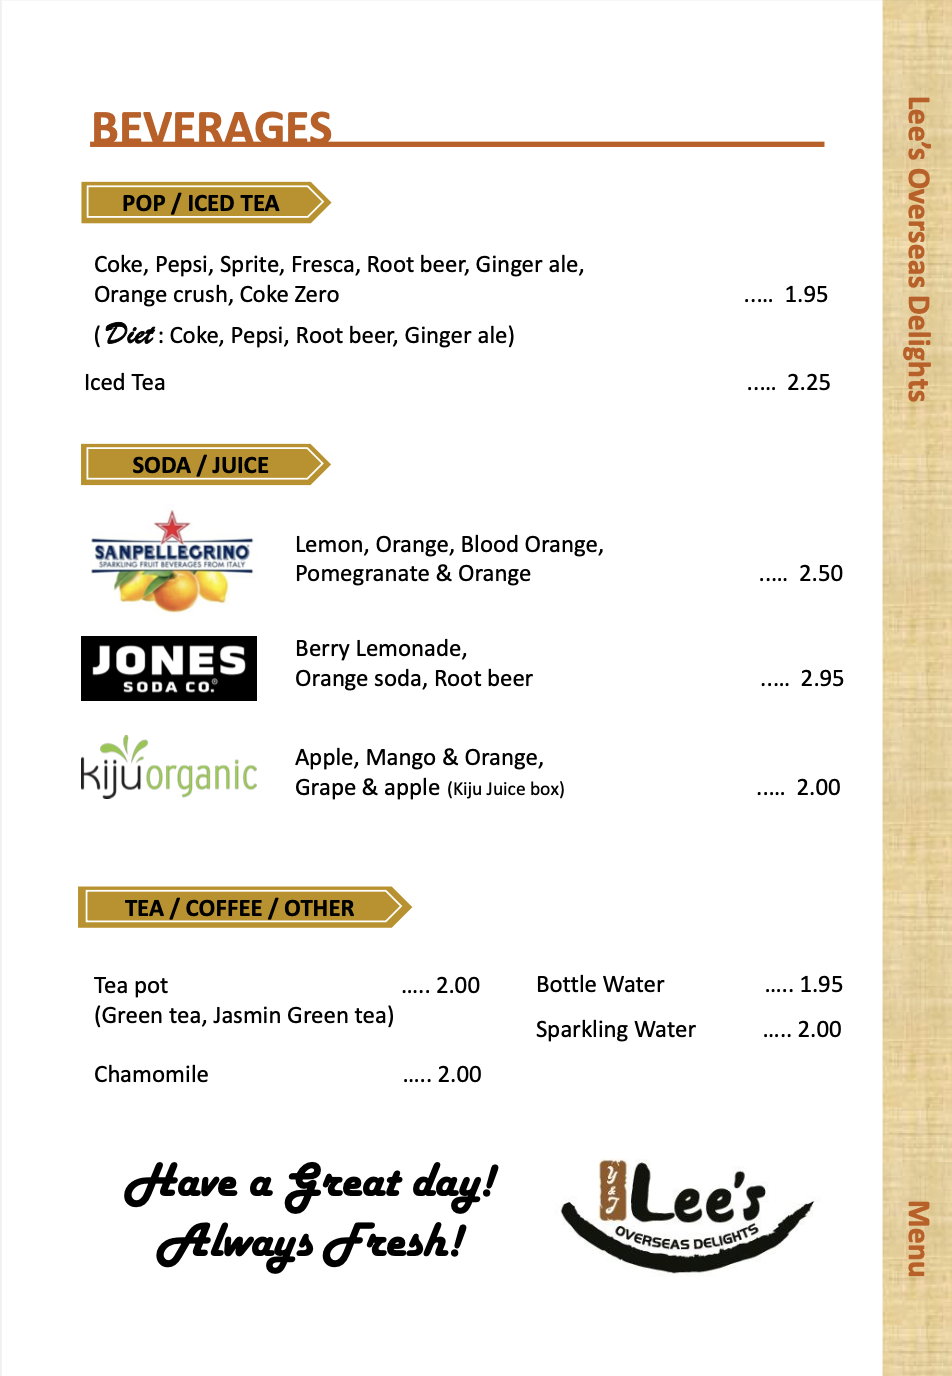 BEVERAGES
POP / ICED TEA
Coke, Pepsi, Sprite, Fresca, Root beer, Ginger ale,
Orange crush, Coke Zero ..... 1.95
( Diet : Coke, Pepsi, Root beer, Ginger ale)
Iced Tea ..... 2.25
SODA / JUICE
SANPELLEGRINO
SPARKLING FRUIT BEVERAGES FROM ITALY
Lemon, Orange, Blood Orange,
Pomegranate & Orange ..... 2.50
JONES
SODA CO.®
Berry Lemonade,
Orange soda, Root beer ..... 2.95
kijuorganic
Apple, Mango & Orange,
Grape & apple (Kiju Juice box) ..... 2.00
TEA / COFFEE / OTHER
Tea pot ..... 2.00
(Green tea, Jasmin Green tea)
Chamomile ..... 2.00
Bottle Water ..... 1.95
Sparkling Water ..... 2.00
Have a Great day!
Always Fresh!
Y & J
Lee's
OVERSEAS DELIGHTS
Lee's Overseas Delights
Menu